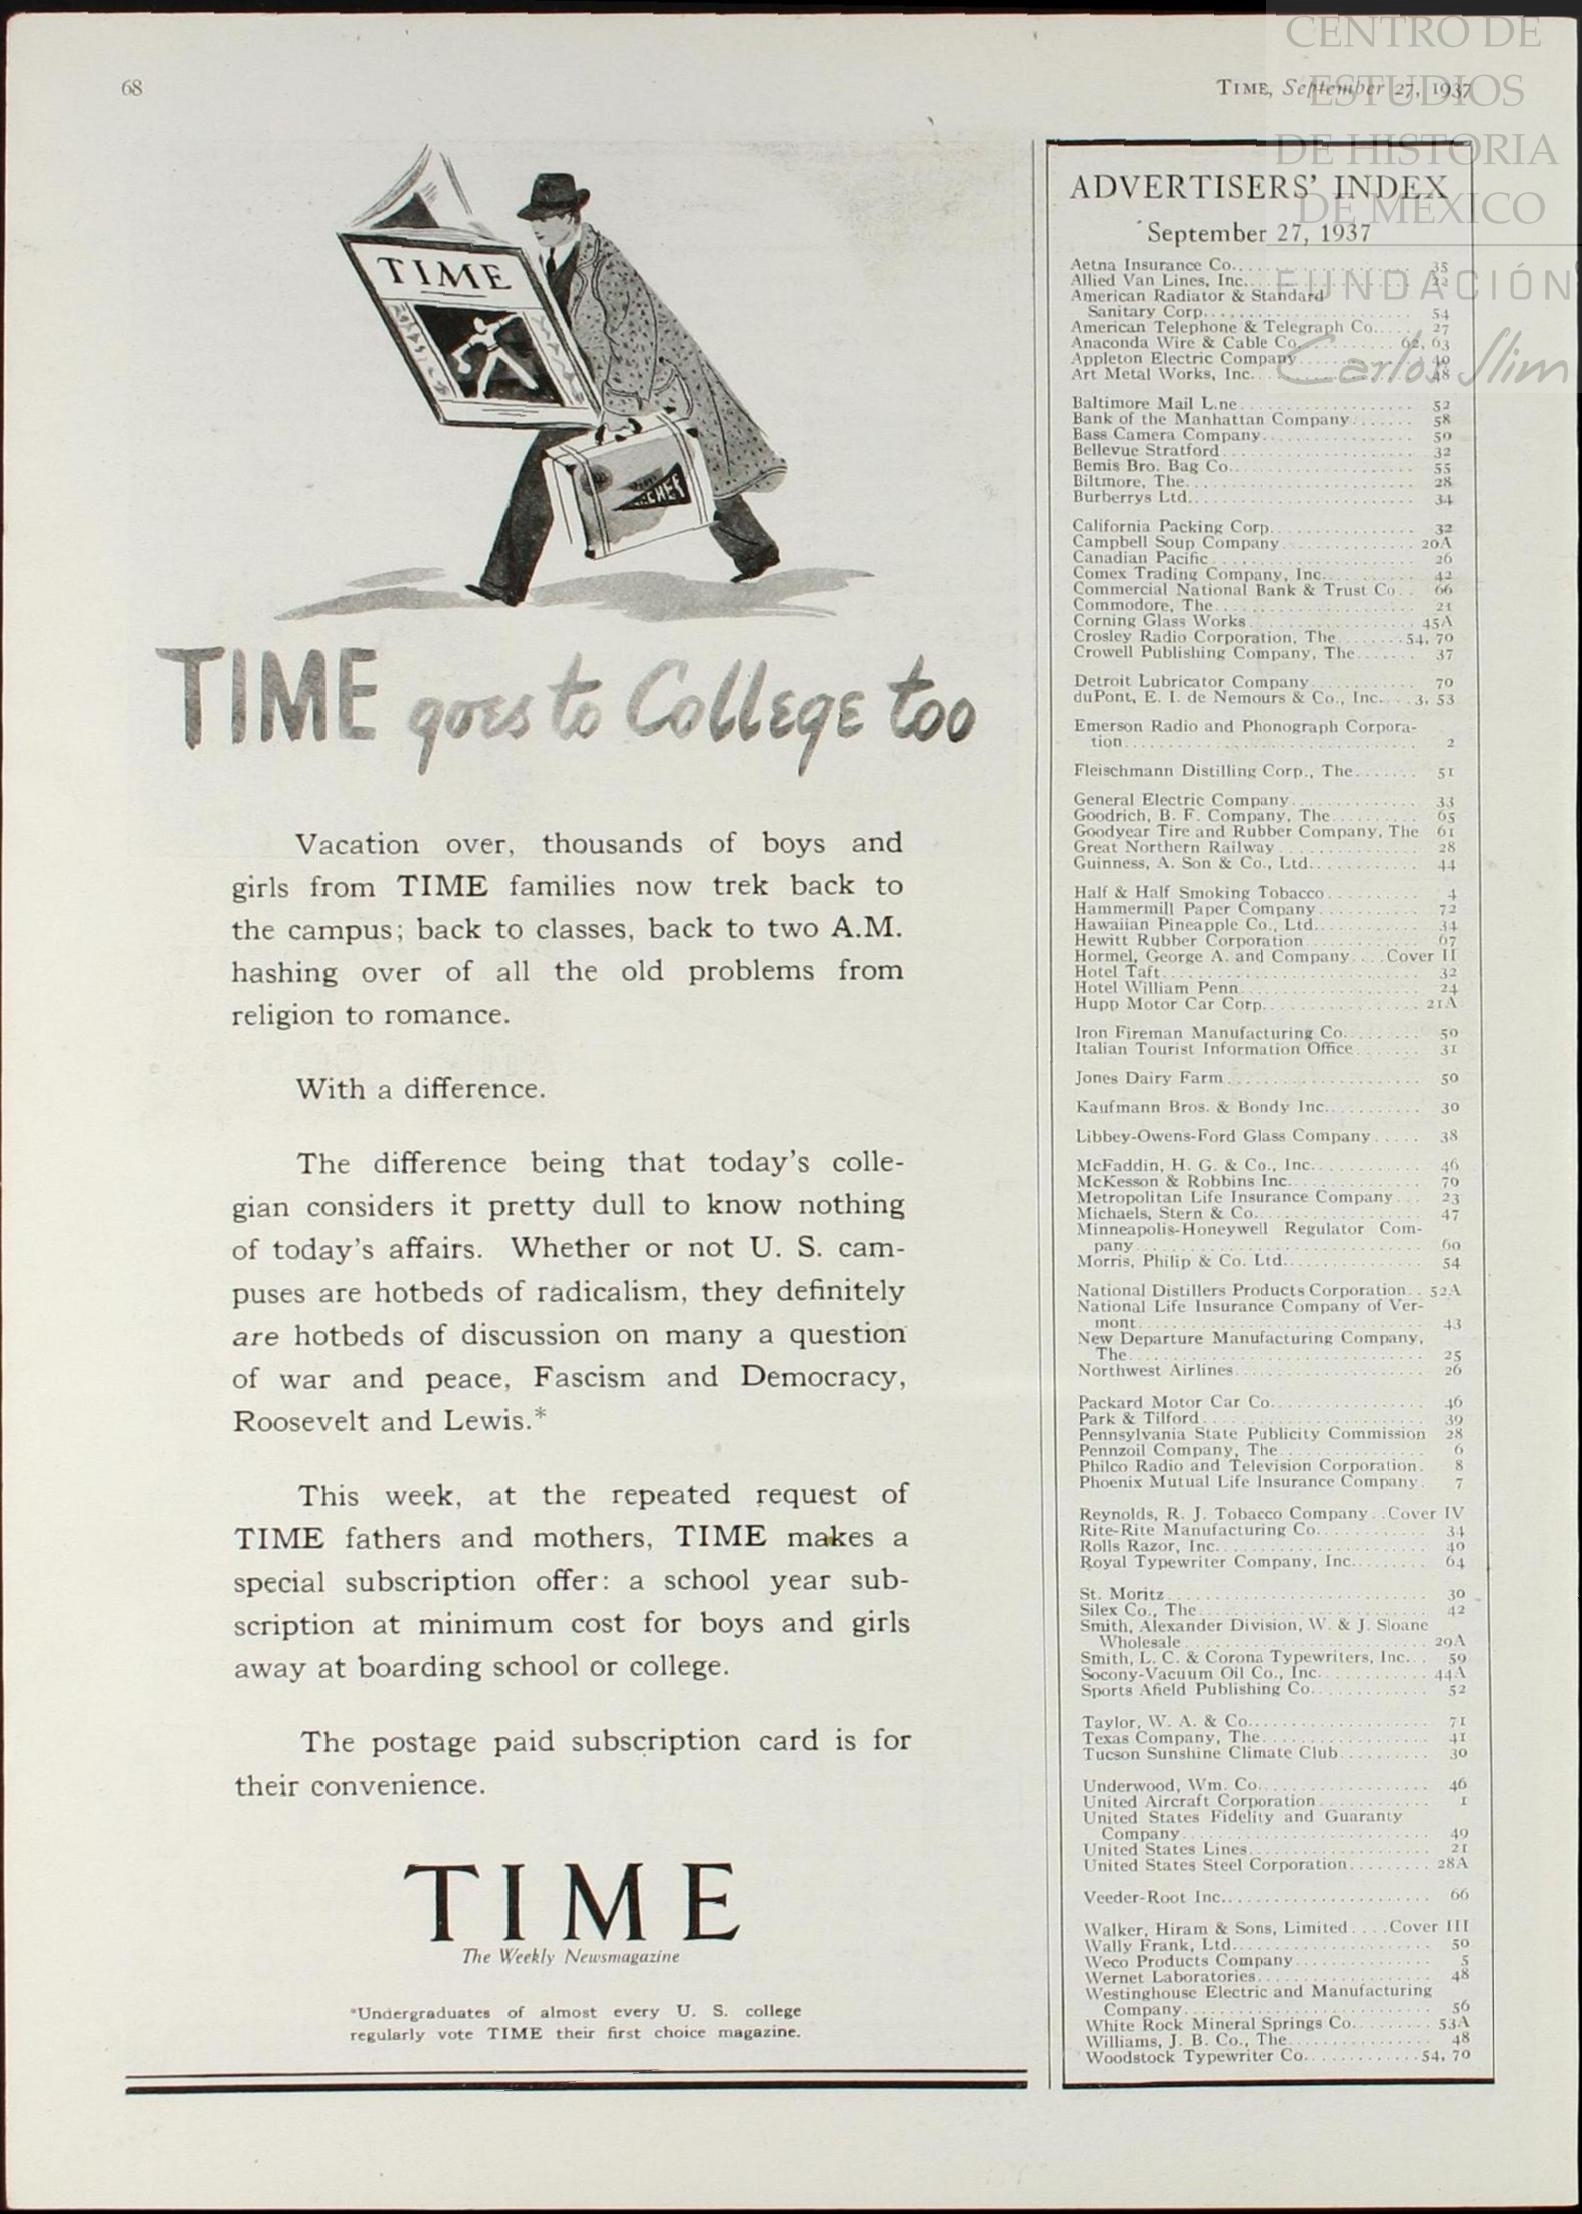 68
TIME, September 27, 1937
CENTRO DE
ESTUDIOS
DE HISTORIA
DE MÉXICO
FUNDACIÓN
Carlos Slim
TIME
TIME goes to College too
Vacation over, thousands of boys and
girls from TIME families now trek back to
the campus; back to classes, back to two A.M.
hashing over of all the old problems from
religion to romance.
With a difference.
The difference being that today's colle-
gian considers it pretty dull to know nothing
of today's affairs. Whether or not U. S. cam-
puses are hotbeds of radicalism, they definitely
are hotbeds of discussion on many a question
of war and peace, Fascism and Democracy,
Roosevelt and Lewis.*
This week, at the repeated request of
TIME fathers and mothers, TIME makes a
special subscription offer: a school year sub-
scription at minimum cost for boys and girls
away at boarding school or college.
The postage paid subscription card is for
their convenience.
TIME
The Weekly Newsmagazine
*Undergraduates of almost every U. S. college
regularly vote TIME their first choice magazine.
ADVERTISERS' INDEX
September 27, 1937
Aetna Insurance Co. 35
Allied Van Lines, Inc.
American Radiator & Standard
Sanitary Corp. 54
American Telephone & Telegraph Co. 27
Anaconda Wire & Cable Co. 62, 63
Appleton Electric Company 40
Art Metal Works, Inc. 48
Baltimore Mail Line 52
Bank of the Manhattan Company 58
Bass Camera Company 50
Bellevue Stratford 32
Bemis Bro. Bag Co. 55
Biltmore, The 28
Burberrys Ltd. 34
California Packing Corp. 32
Campbell Soup Company 20A
Canadian Pacific 26
Comex Trading Company, Inc. 42
Commercial National Bank & Trust Co. 66
Commodore, The 21
Corning Glass Works 45A
Crosley Radio Corporation, The 54, 70
Crowell Publishing Company, The 37
Detroit Lubricator Company 70
duPont, E. I. de Nemours & Co., Inc. 3, 53
Emerson Radio and Phonograph Corpora-
tion 2
Fleischmann Distilling Corp., The 51
General Electric Company 33
Goodrich, B. F. Company, The 65
Goodyear Tire and Rubber Company, The 61
Great Northern Railway 28
Guinness, A. Son & Co., Ltd. 44
Half & Half Smoking Tobacco 4
Hammermill Paper Company 72
Hawaiian Pineapple Co., Ltd. 34
Hewitt Rubber Corporation 67
Hormel, George A. and Company Cover II
Hotel Taft 32
Hotel William Penn 24
Hupp Motor Car Corp. 21A
Iron Fireman Manufacturing Co. 50
Italian Tourist Information Office 31
Jones Dairy Farm 50
Kaufmann Bros. & Bondy Inc. 30
Libbey-Owens-Ford Glass Company 38
McFaddin, H. G. & Co., Inc. 46
McKesson & Robbins Inc. 70
Metropolitan Life Insurance Company 23
Michaels, Stern & Co. 47
Minneapolis-Honeywell Regulator Com-
pany 60
Morris, Philip & Co. Ltd. 54
National Distillers Products Corporation 52A
National Life Insurance Company of Ver-
mont 43
New Departure Manufacturing Company,
The 25
Northwest Airlines 26
Packard Motor Car Co. 46
Park & Tilford 39
Pennsylvania State Publicity Commission 28
Pennzoil Company, The 6
Philco Radio and Television Corporation 8
Phoenix Mutual Life Insurance Company 7
Reynolds, R. J. Tobacco Company Cover IV
Rite-Rite Manufacturing Co. 34
Rolls Razor, Inc. 40
Royal Typewriter Company, Inc. 64
St. Moritz 30
Silex Co., The 42
Smith, Alexander Division, W. & J. Sloane
Wholesale 29A
Smith, L. C. & Corona Typewriters, Inc. 59
Socony-Vacuum Oil Co., Inc. 44A
Sports Afield Publishing Co. 52
Taylor, W. A. & Co. 71
Texas Company, The 41
Tucson Sunshine Climate Club 30
Underwood, Wm. Co. 46
United Aircraft Corporation 1
United States Fidelity and Guaranty
Company 49
United States Lines 21
United States Steel Corporation 28A
Veeder-Root Inc. 66
Walker, Hiram & Sons, Limited Cover III
Wally Frank, Ltd. 50
Weco Products Company 5
Wernet Laboratories 48
Westinghouse Electric and Manufacturing
Company 56
White Rock Mineral Springs Co. 53A
Williams, J. B. Co., The 48
Woodstock Typewriter Co. 54, 70